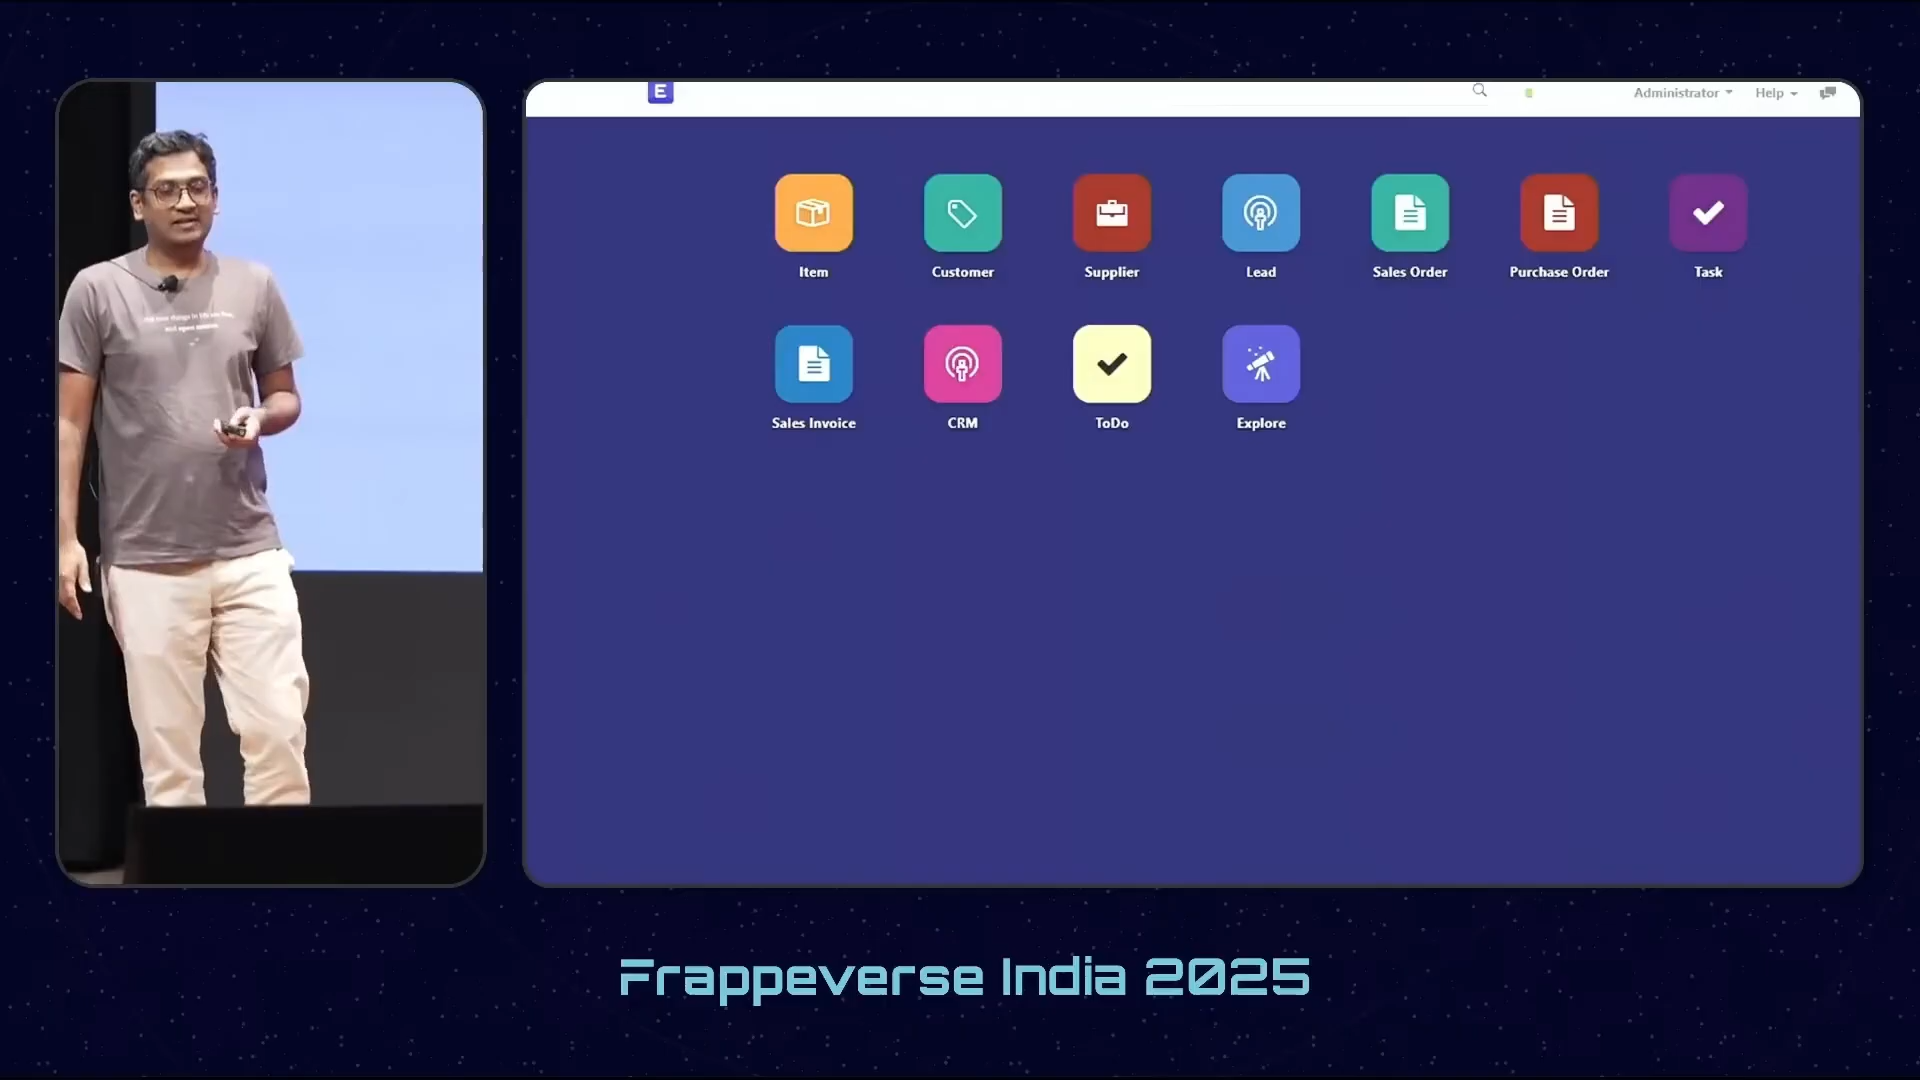 E
Administrator Help
Item Customer Supplier Lead Sales Order Purchase Order Task
Sales Invoice CRM ToDo Explore
Frappeverse India 2025